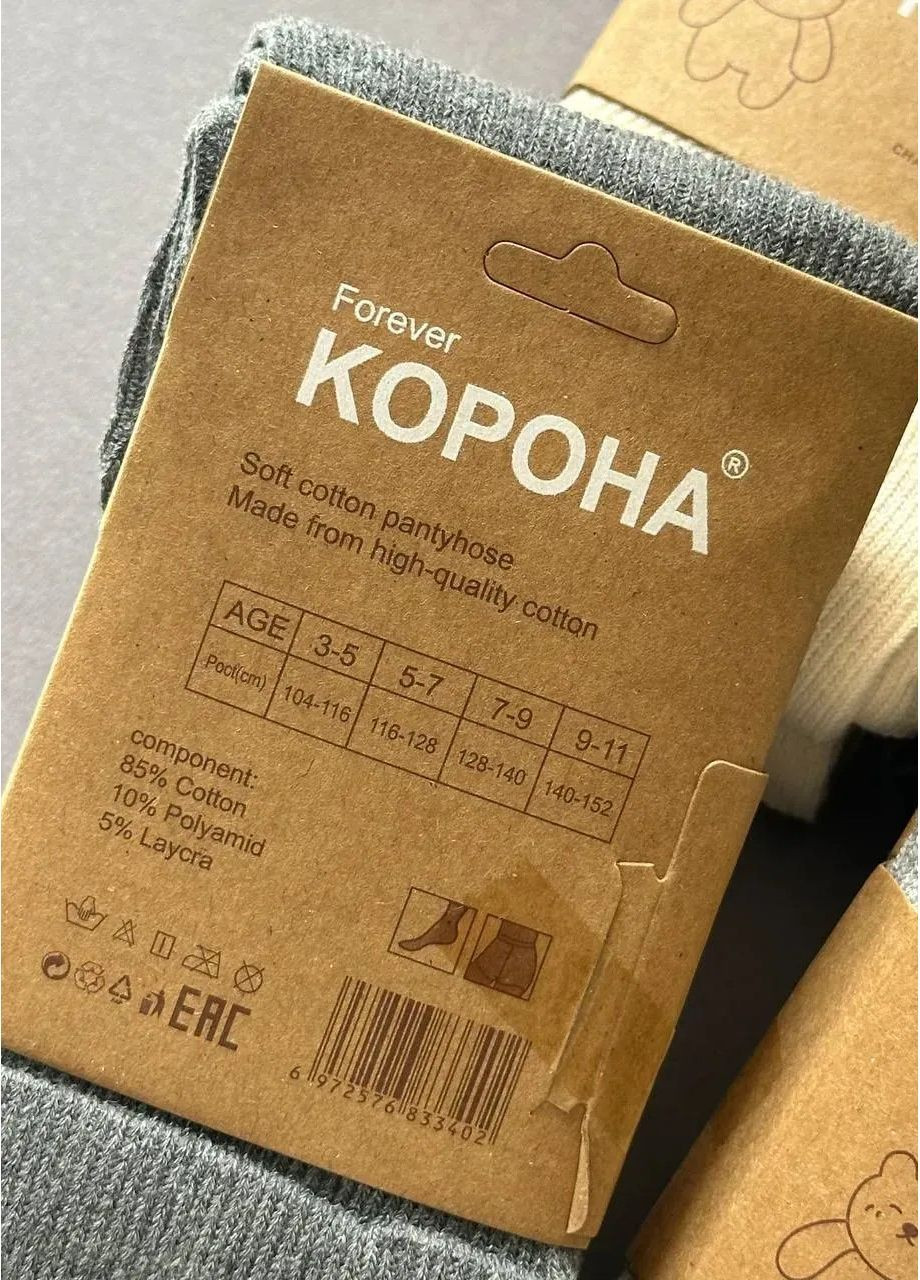 Forever
КОРОНА®
Soft cotton pantyhose
Made from high-quality cotton
AGE 3-5 5-7 7-9 9-11
Рост(cm) 104-116 116-128 128-140 140-152
component:
85% Cotton
10% Polyamid
5% Laycra
EAC
6 972576 833402